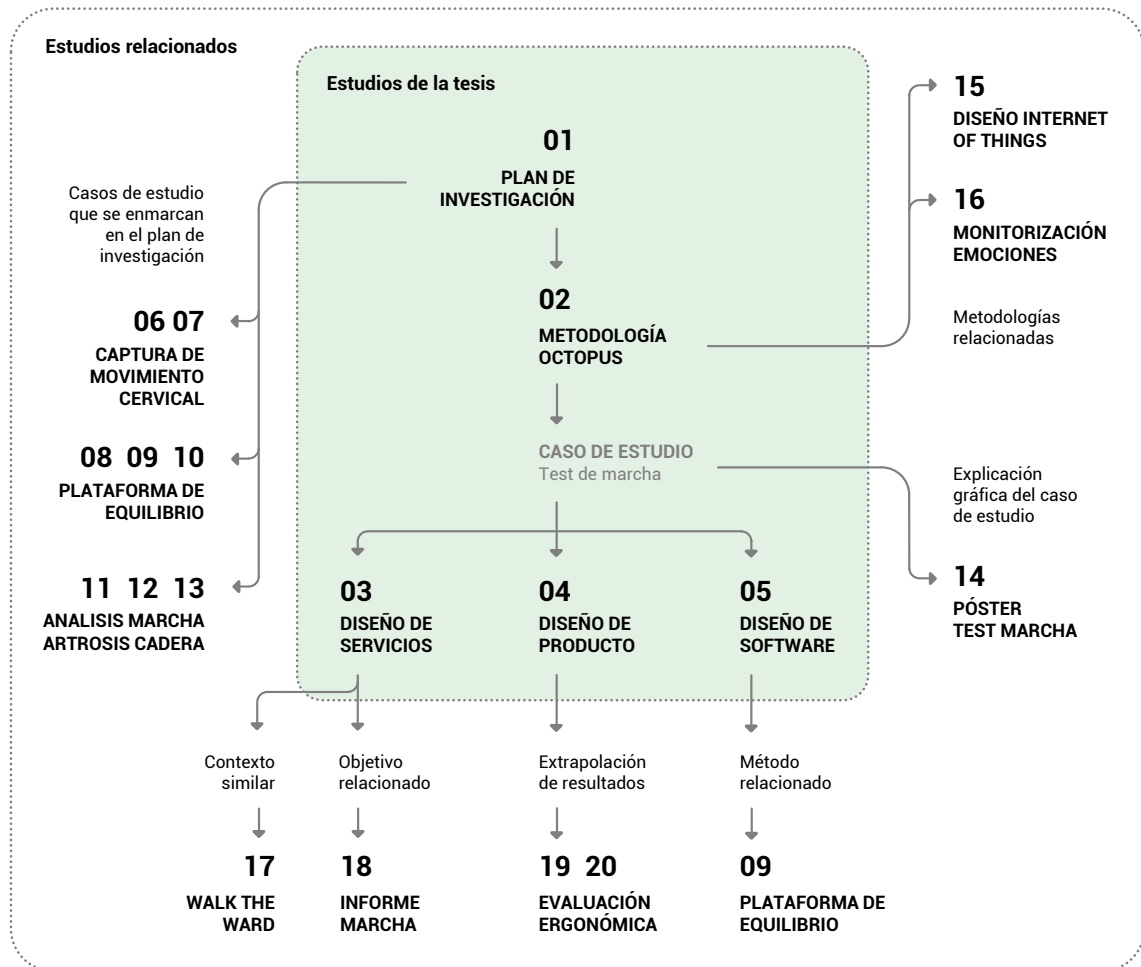 Estudios relacionados
Estudios de la tesis
01
PLAN DE
INVESTIGACIÓN
Casos de estudio
que se enmarcan
en el plan de
investigación
15
DISEÑO INTERNET
OF THINGS
16
MONITORIZACIÓN
EMOCIONES
02
METODOLOGÍA
OCTOPUS
Metodologías
relacionadas
06 07
CAPTURA DE
MOVIMIENTO
CERVICAL
08 09 10
PLATAFORMA DE
EQUILIBRIO
CASO DE ESTUDIO
Test de marcha
Explicación
gráfica del caso
de estudio
11 12 13
ANALISIS MARCHA
ARTROSIS CADERA
03
DISEÑO DE
SERVICIOS
04
DISEÑO DE
PRODUCTO
05
DISEÑO DE
SOFTWARE
14
PÓSTER
TEST MARCHA
Contexto
similar
Objetivo
relacionado
Extrapolación
de resultados
Método
relacionado
17
WALK THE
WARD
18
INFORME
MARCHA
19 20
EVALUACIÓN
ERGONÓMICA
09
PLATAFORMA DE
EQUILIBRIO